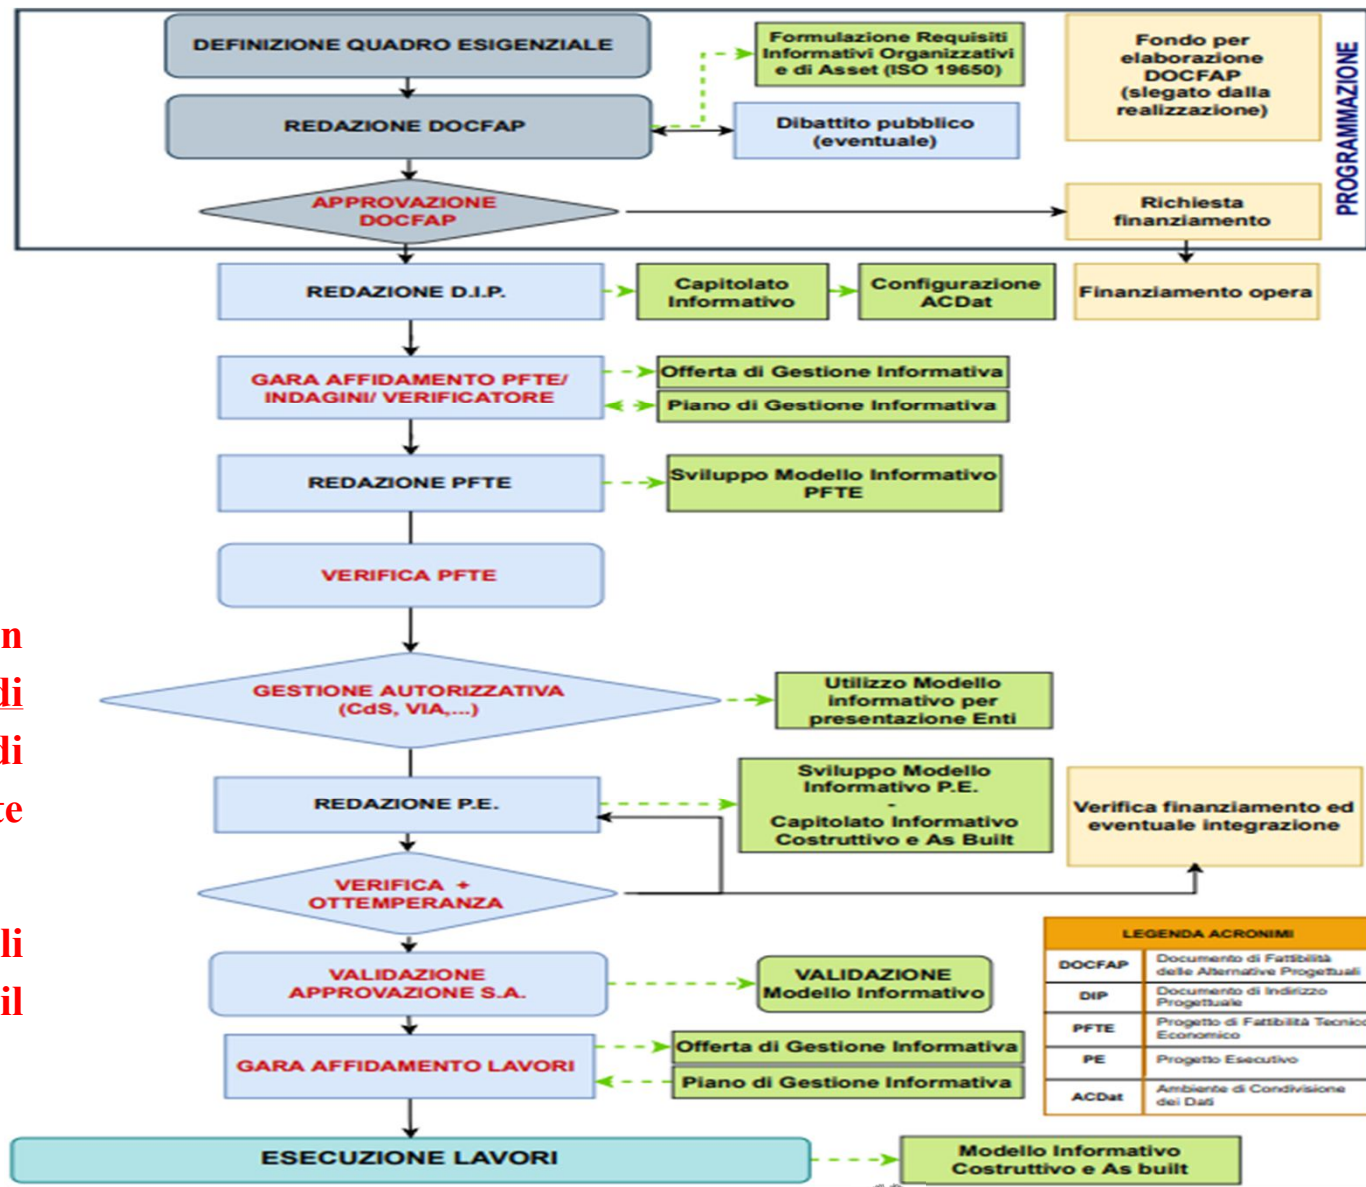 DEFINIZIONE QUADRO ESIGENZIALE
Formulazione Requisiti
Informativi Organizzativi
e di Asset (ISO 19650)
Fondo per
elaborazione
DOCFAP
(slegato dalla
realizzazione)
PROGRAMMAZIONE
REDAZIONE DOCFAP
Dibattito pubblico
(eventuale)
APPROVAZIONE
DOCFAP
Richiesta
finanziamento
REDAZIONE D.I.P.
Capitolato
Informativo
Configurazione
ACDat
Finanziamento opera
GARA AFFIDAMENTO PFTE/
INDAGINI/ VERIFICATORE
Offerta di Gestione Informativa
Piano di Gestione Informativa
REDAZIONE PFTE
Sviluppo Modello Informativo
PFTE
VERIFICA PFTE
n
di
di
te
li
il
GESTIONE AUTORIZZATIVA
(CdS, VIA,...)
Utilizzo Modello
informativo per
presentazione Enti
REDAZIONE P.E.
Sviluppo Modello
Informativo P.E.
-
Capitolato Informativo
Costruttivo e As Built
Verifica finanziamento ed
eventuale integrazione
VERIFICA +
OTTEMPERANZA
VALIDAZIONE
APPROVAZIONE S.A.
VALIDAZIONE
Modello Informativo
GARA AFFIDAMENTO LAVORI
Offerta di Gestione Informativa
Piano di Gestione Informativa
LEGENDA ACRONIMI
DOCFAP
Documento di Fattibilità
delle Alternative Progettuali
DIP
Documento di Indirizzo
Progettuale
PFTE
Progetto di Fattibilità Tecnico
Economico
PE
Progetto Esecutivo
ACDat
Ambiente di Condivisione
dei Dati
ESECUZIONE LAVORI
Modello Informativo
Costruttivo e As built